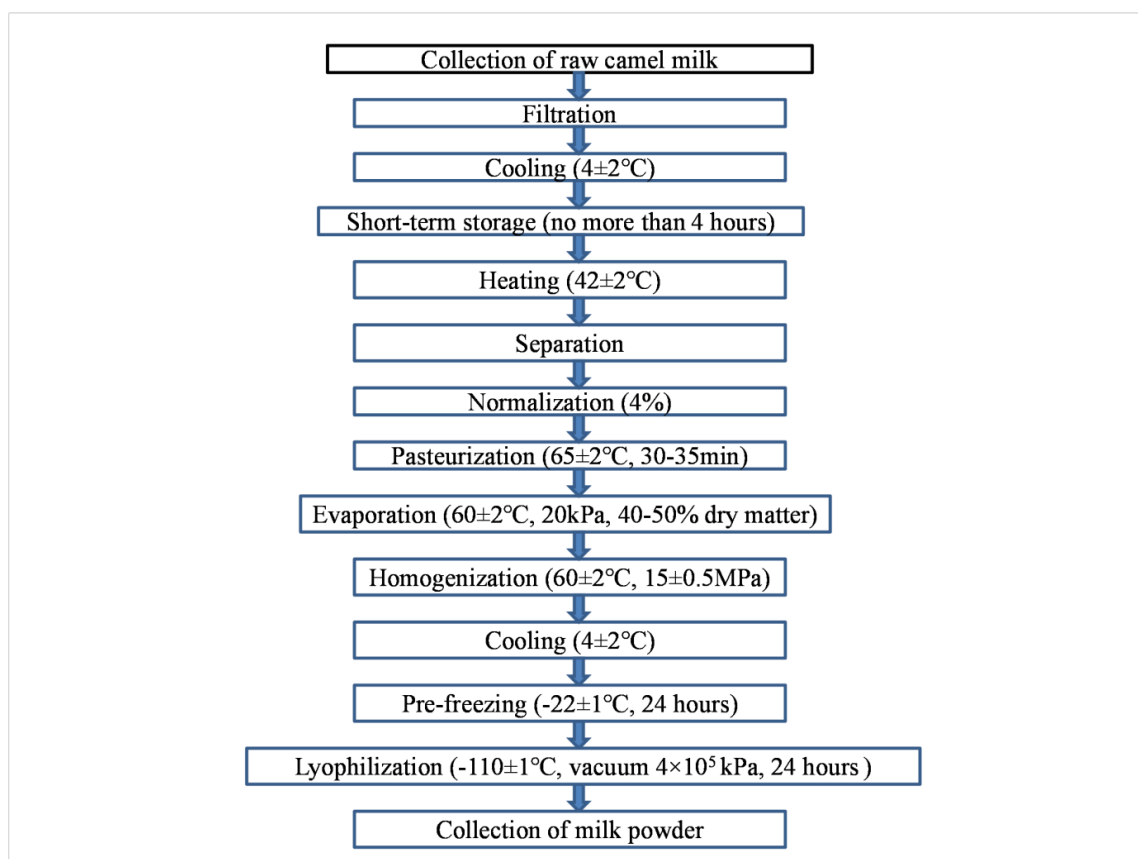 Collection of raw camel milk
Filtration
Cooling (4±2℃)
Short-term storage (no more than 4 hours)
Heating (42±2℃)
Separation
Normalization (4%)
Pasteurization (65±2℃, 30-35min)
Evaporation (60±2℃, 20kPa, 40-50% dry matter)
Homogenization (60±2℃, 15±0.5MPa)
Cooling (4±2℃)
Pre-freezing (-22±1℃, 24 hours)
Lyophilization (-110±1℃, vacuum 4×10⁵ kPa, 24 hours )
Collection of milk powder